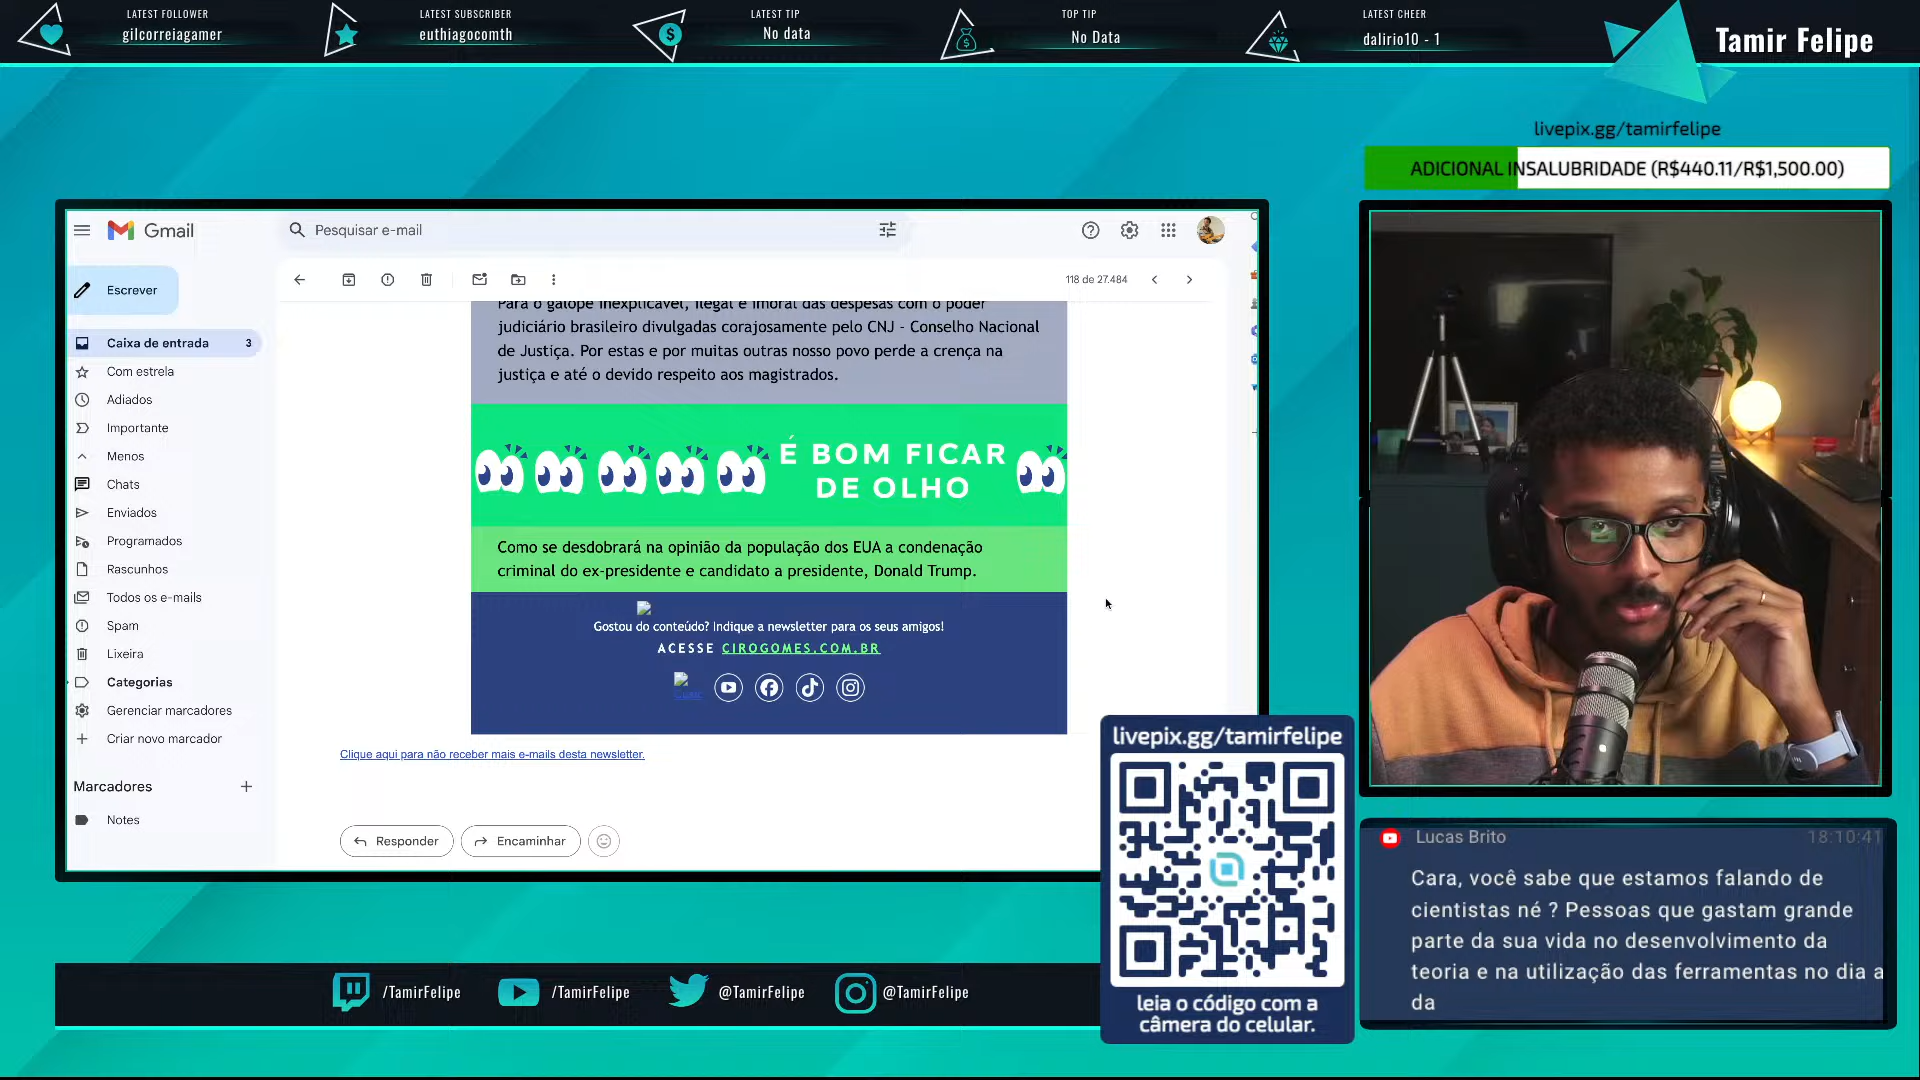 LATEST FOLLOWER
gilcorreiagamer
LATEST SUBSCRIBER
euthiagocomth
LATEST TIP
No data
TOP TIP
No Data
LATEST CHEER
dalirio10 - 1
Tamir Felipe
livepix.gg/tamirfelipe
ADICIONAL INSALUBRIDADE (R$440.11/R$1,500.00)
Gmail
Pesquisar e-mail
Escrever
118 de 27.484
Caixa de entrada 3
Com estrela
Adiados
Importante
Menos
Chats
Enviados
Programados
Rascunhos
Todos os e-mails
Spam
Lixeira
Categorias
Gerenciar marcadores
Criar novo marcador
Marcadores
Notes
Para o galope inexplicável, ilegal e imoral das despesas com o poder
judiciário brasileiro divulgadas corajosamente pelo CNJ - Conselho Nacional
de Justiça. Por estas e por muitas outras nosso povo perde a crença na
justiça e até o devido respeito aos magistrados.
É BOM FICAR
DE OLHO
Como se desdobrará na opinião da população dos EUA a condenação
criminal do ex-presidente e candidato a presidente, Donald Trump.
Gostou do conteúdo? Indique a newsletter para os seus amigos!
ACESSE CIROGOMES.COM.BR
Clique aqui para não receber mais e-mails desta newsletter.
Responder
Encaminhar
livepix.gg/tamirfelipe
leia o código com a
câmera do celular.
Lucas Brito 18:10:41
Cara, você sabe que estamos falando de
cientistas né ? Pessoas que gastam grande
parte da sua vida no desenvolvimento da
teoria e na utilização das ferramentas no dia a
da
/TamirFelipe
/TamirFelipe
@TamirFelipe
@TamirFelipe